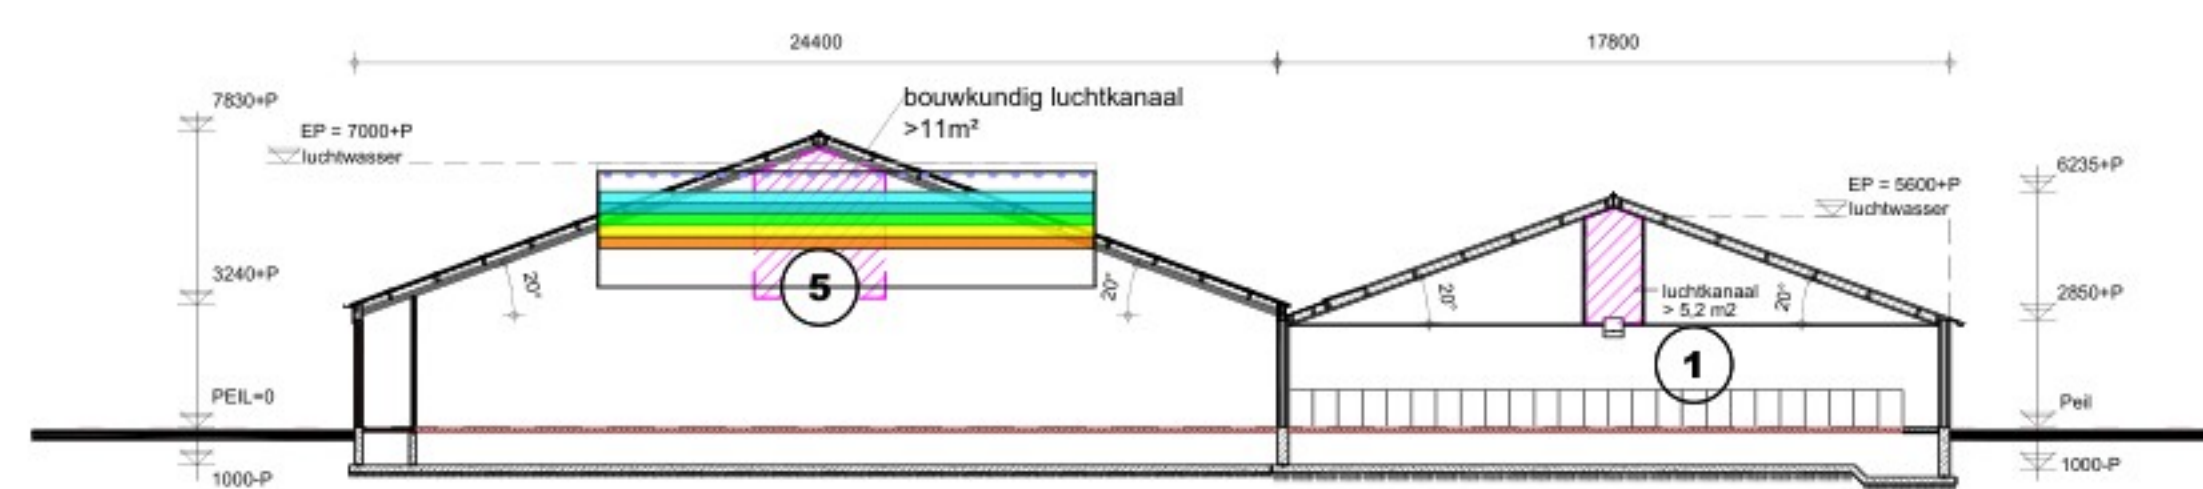 24400
17800
7830+P
bouwkundig luchtkanaal
>11m²
EP = 7000+P
luchtwasser
6235+P
EP = 5600+P
luchtwasser
3240+P
20°
20°
5
20°
luchtkanaal
> 5,2 m2
20°
2850+P
1
PEIL=0
Peil
1000-P
1000-P